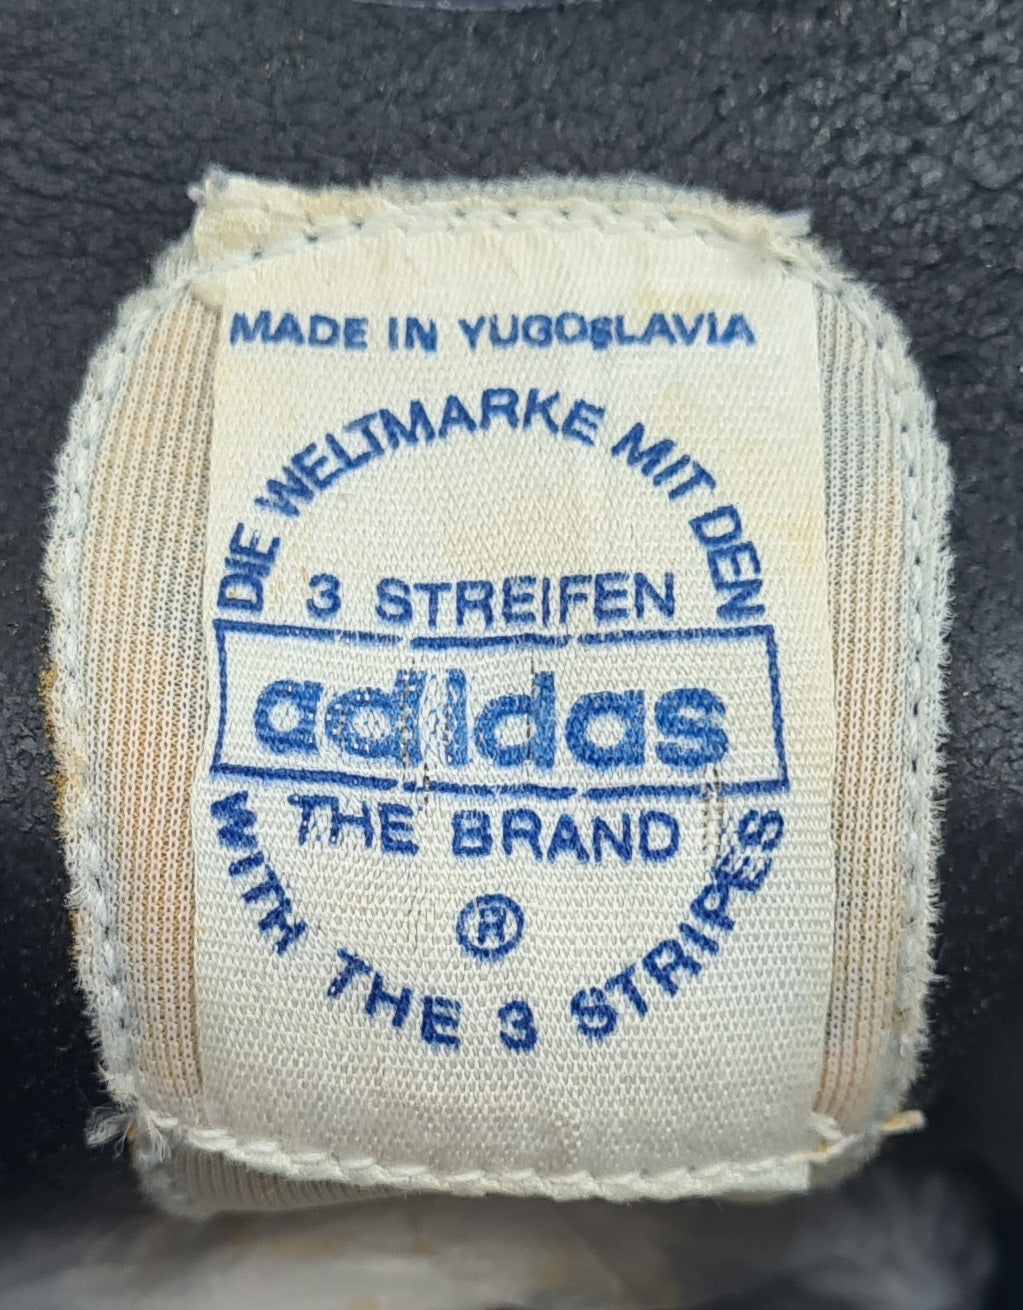 MADE IN YUGOSLAVIA
DIE WELTMARKE MIT DEN
3 STREIFEN
adidas
THE BRAND
®
WITH THE 3 STRIPES